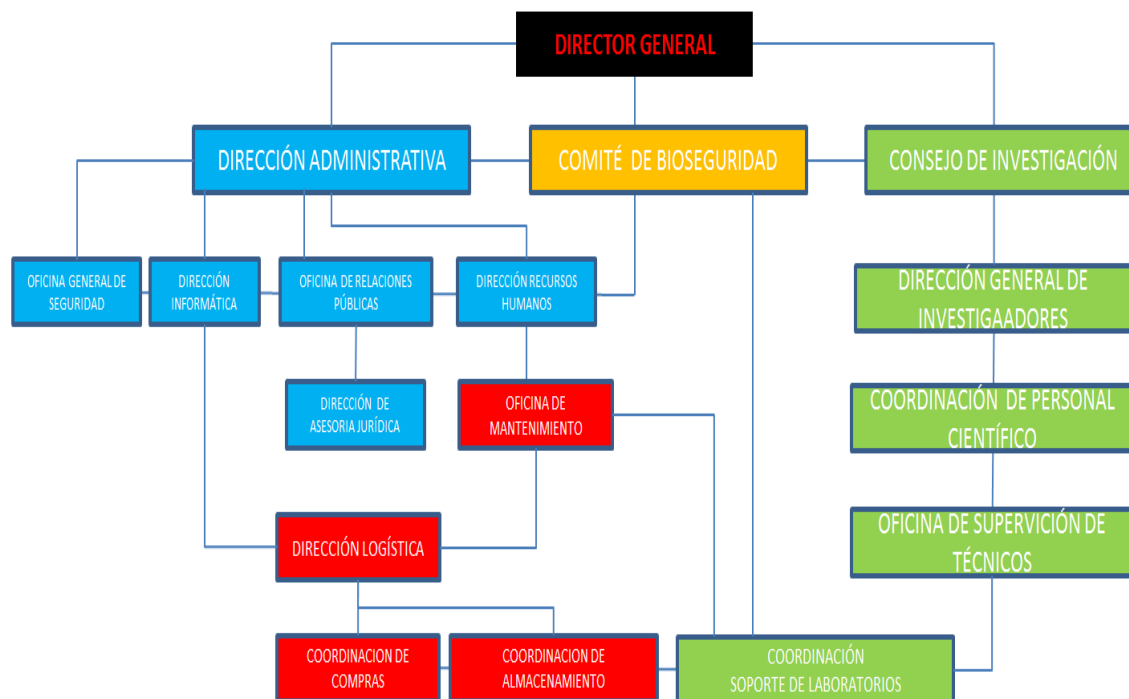 DIRECTOR GENERAL
DIRECCIÓN ADMINISTRATIVA
COMITÉ DE BIOSEGURIDAD
CONSEJO DE INVESTIGACIÓN
OFICINA GENERAL DE
SEGURIDAD
DIRECCIÓN
INFORMÁTICA
OFICINA DE RELACIONES
PÚBLICAS
DIRECCIÓN RECURSOS
HUMANOS
DIRECCIÓN GENERAL DE
INVESTIGAADORES
DIRECCIÓN DE
ASESORIA JURÍDICA
OFICINA DE
MANTENIMIENTO
COORDINACIÓN DE PERSONAL
CIENTÍFICO
DIRECCIÓN LOGÍSTICA
OFICINA DE SUPERVICIÓN DE
TÉCNICOS
COORDINACION DE
COMPRAS
COORDINACION DE
ALMACENAMIENTO
COORDINACIÓN
SOPORTE DE LABORATORIOS